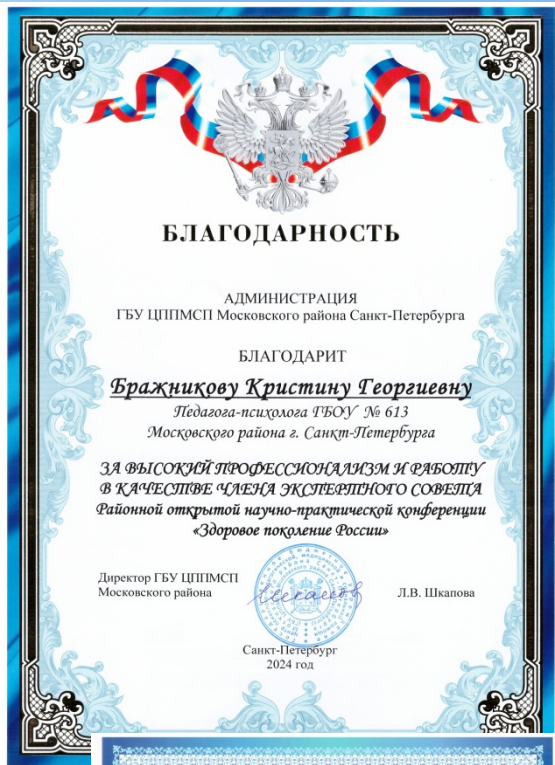 БЛАГОДАРНОСТЬ
АДМИНИСТРАЦИЯ
ГБУ ЦППМСП Московского района Санкт-Петербурга
БЛАГОДАРИТ
Бражникову Кристину Георгиевну
Педагога-психолога ГБОУ № 613
Московского района г. Санкт-Петербурга
ЗА ВЫСОКИЙ ПРОФЕССИОНАЛИЗМ И РАБОТУ
В КАЧЕСТВЕ ЧЛЕНА ЭКСПЕРТНОГО СОВЕТА
Районной открытой научно-практической конференции
«Здоровое поколение России»
Директор ГБУ ЦППМСП
Московского района
Л.В. Шкапова
Санкт-Петербург
2024 год